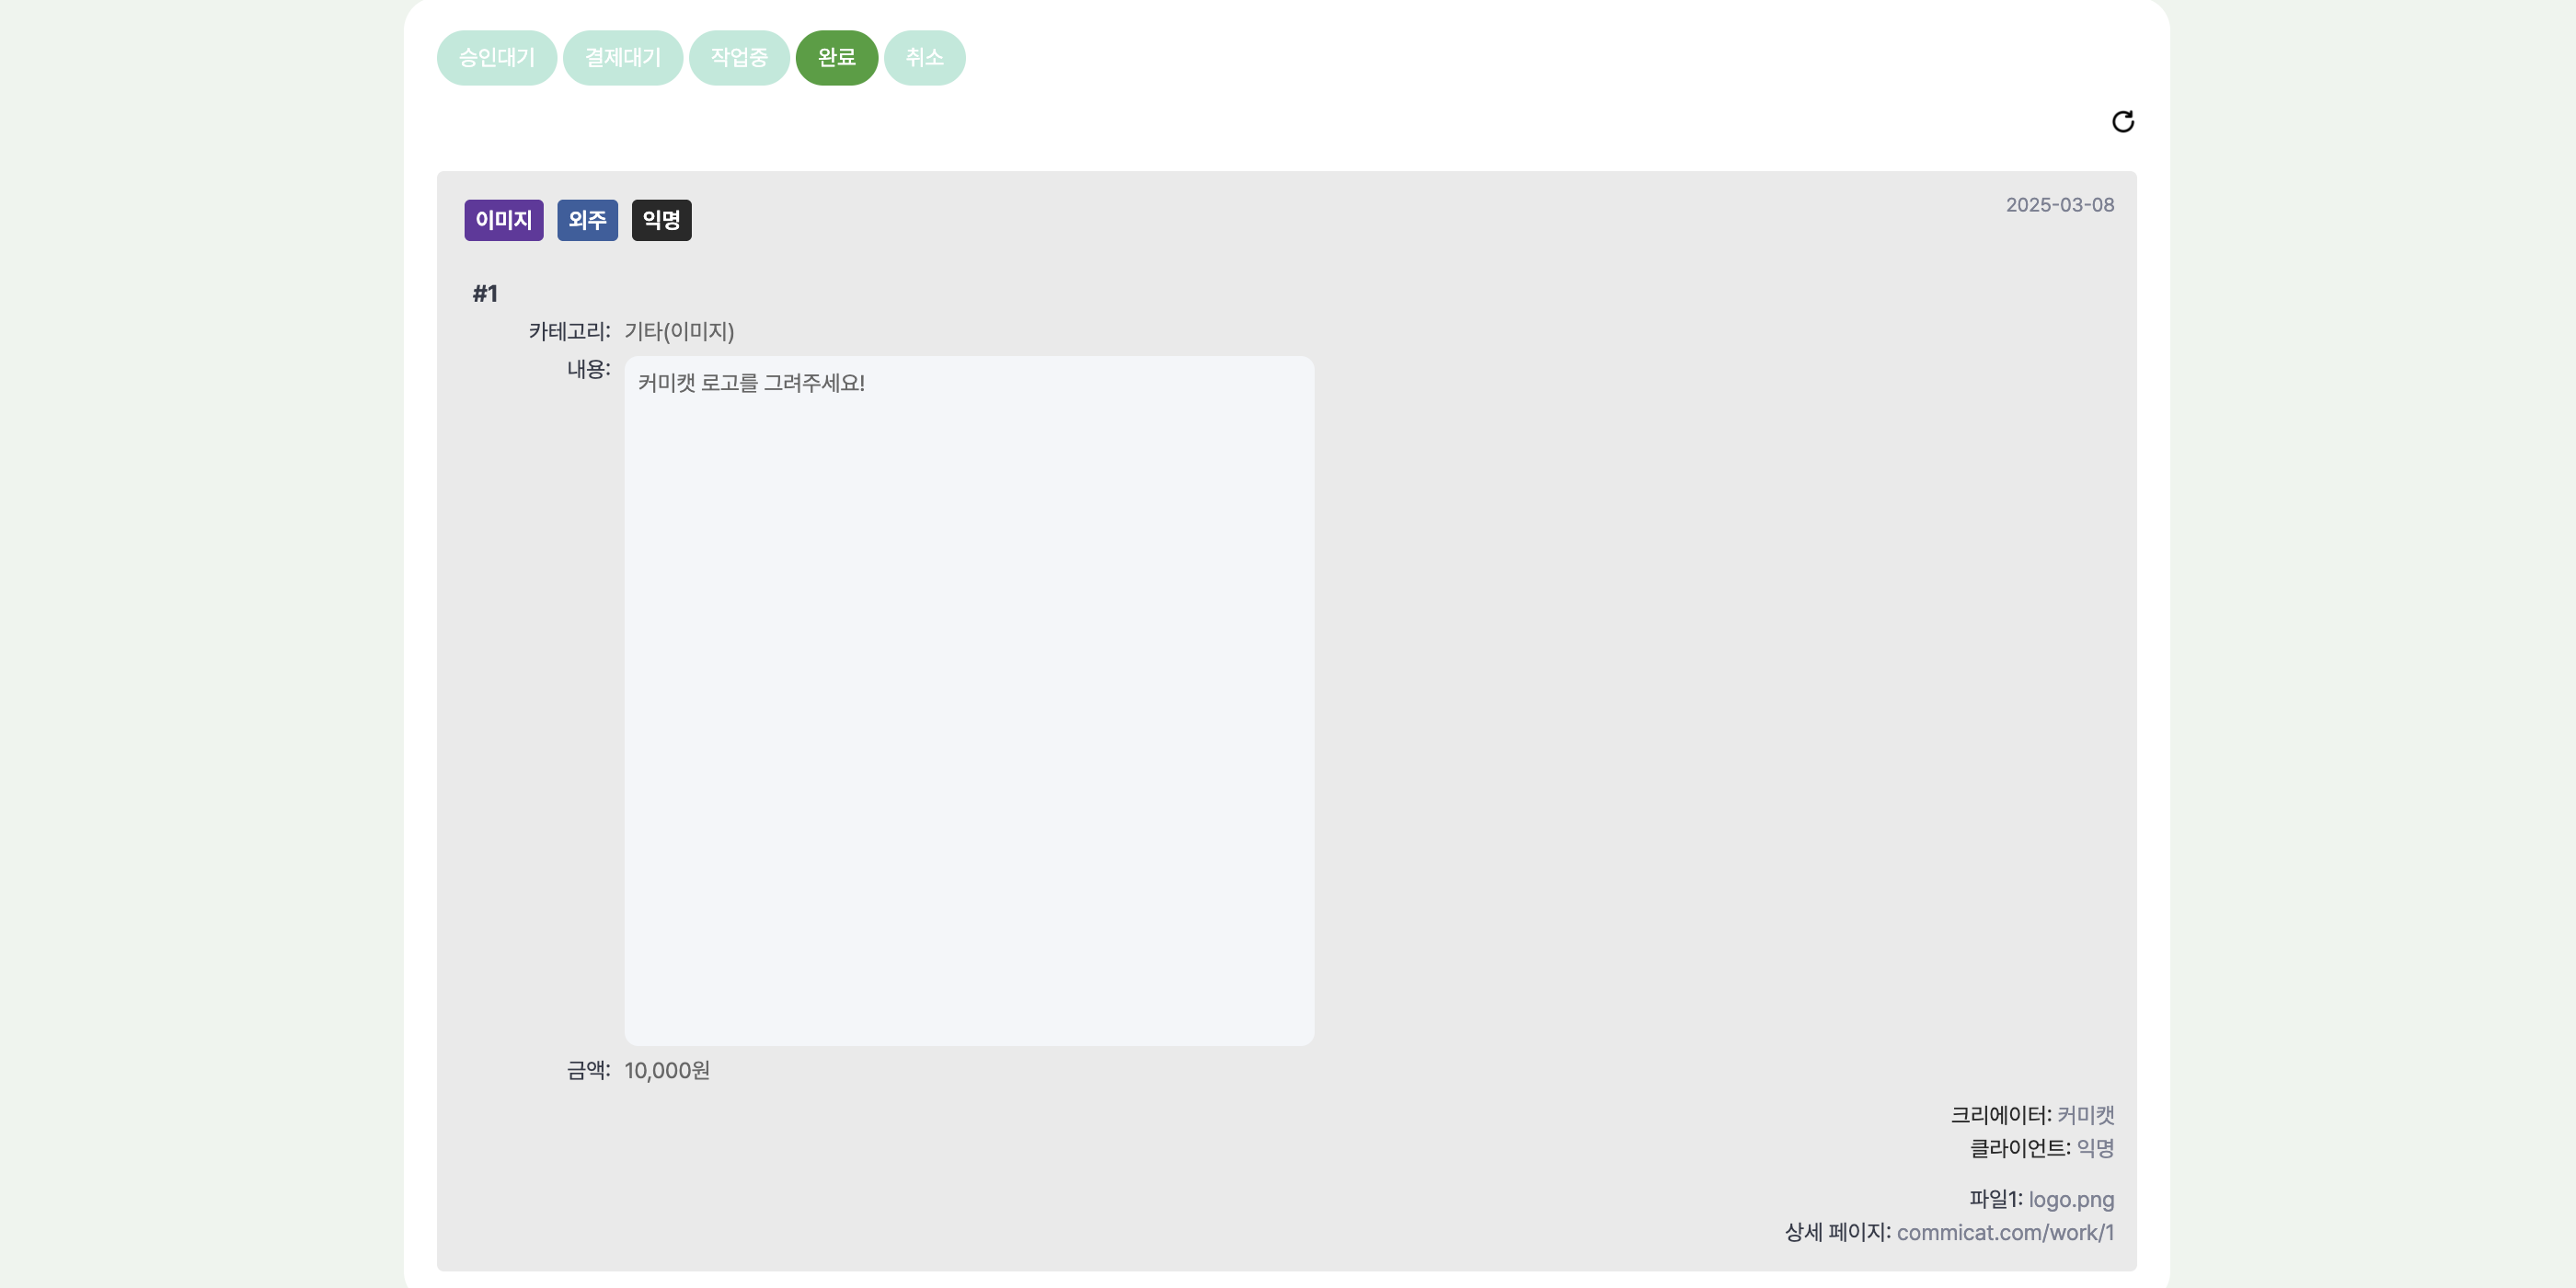 승인대기 결제대기 작업중 완료 취소
2025-03-08
이미지 외주 익명
#1
카테고리: 기타(이미지)
내용: 커미캣 로고를 그려주세요!
금액: 10,000원
크리에이터: 커미캣
클라이언트: 익명
파일1: logo.png
상세 페이지: commicat.com/work/1